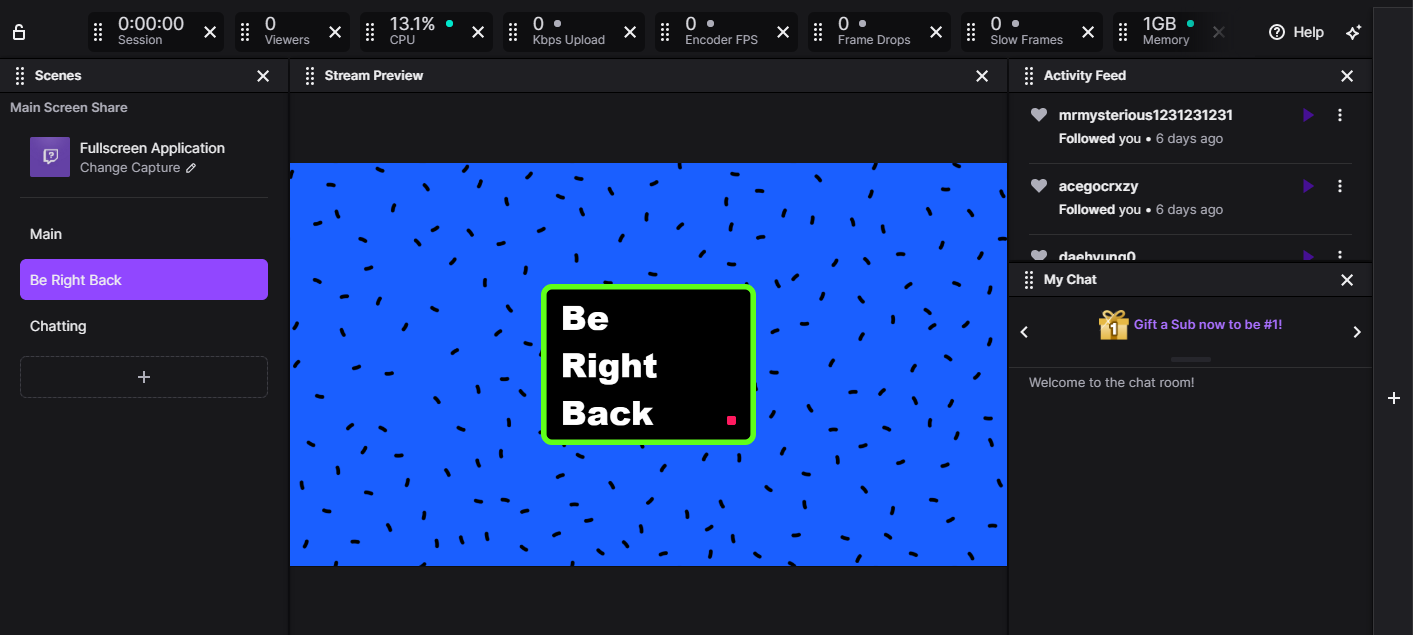 0:00:00
Session
0
Viewers
13.1%
CPU
0
Kbps Upload
0
Encoder FPS
0
Frame Drops
0
Slow Frames
1GB
Memory
Help
Scenes
Stream Preview
Activity Feed
Main Screen Share
Fullscreen Application
Change Capture
Main
Be Right Back
Chatting
Be
Right
Back
mrmysterious1231231231
Followed you • 6 days ago
acegocrxzy
Followed you • 6 days ago
daehyung0
My Chat
1
Gift a Sub now to be #1!
Welcome to the chat room!